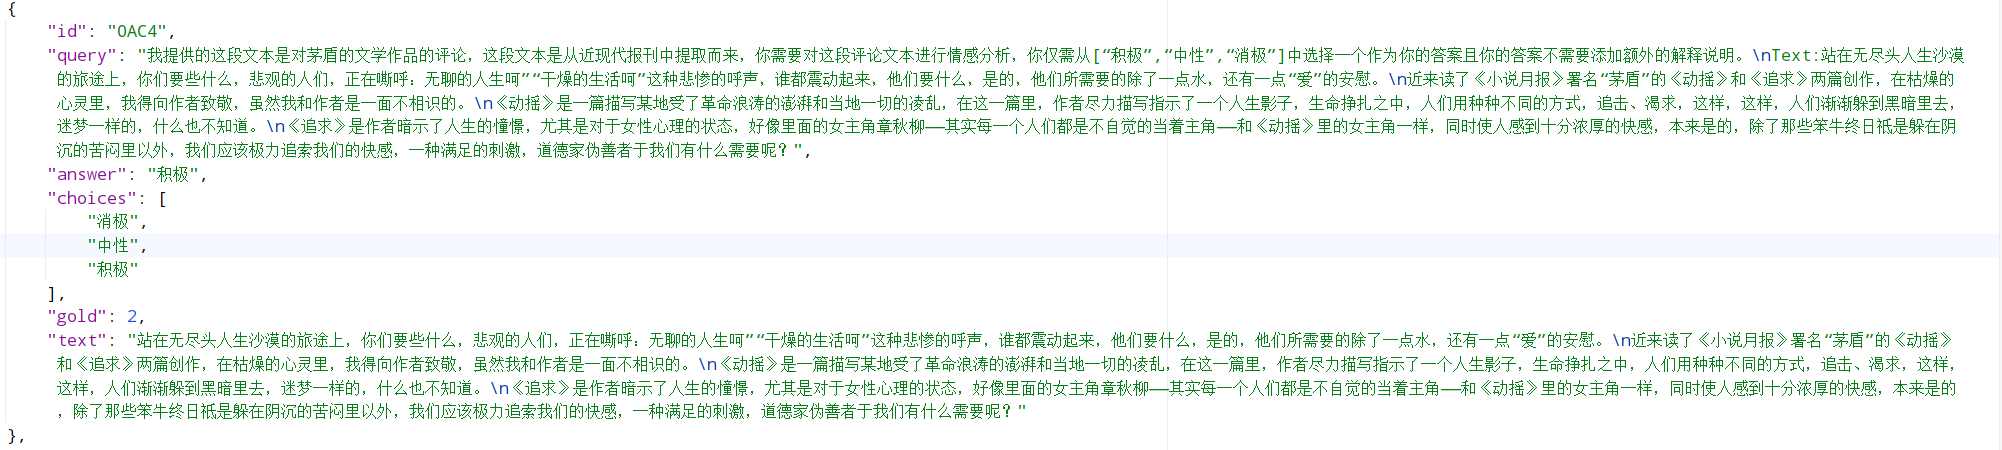 {
"id": "OAC4",
"query": "我提供的这段文本是对茅盾的文学作品的评论，这段文本是从近现代报刊中提取而来，你需要对这段评论文本进行情感分析，你仅需从[“积极”,“中性”,“消极”]中选择一个作为你的答案且你的答案不需要添加额外的解释说明。\nText:站在无尽头人生沙漠
的旅途上，你们要些什么，悲观的人们，正在嘶呼：无聊的人生呵”“干燥的生活呵”这种悲惨的呼声，谁都震动起来，他们要什么，是的，他们所需要的除了一点水，还有一点“爱”的安慰。\n近来读了《小说月报》署名“茅盾”的《动摇》和《追求》两篇创作，在枯燥的
心灵里，我得向作者致敬，虽然我和作者是一面不相识的。\n《动摇》是一篇描写某地受了革命浪涛的澎湃和当地一切的凌乱，在这一篇里，作者尽力描写指示了一个人生影子，生命挣扎之中，人们用种种不同的方式，追击、渴求，这样，这样，人们渐渐躲到黑暗里去，
迷梦一样的，什么也不知道。\n《追求》是作者暗示了人生的憧憬，尤其是对于女性心理的状态，好像里面的女主角章秋柳——其实每一个人们都是不自觉的当着主角——和《动摇》里的女主角一样，同时使人感到十分浓厚的快感，本来是的，除了那些笨牛终日祗是躲在阴
沉的苦闷里以外，我们应该极力追索我们的快感，一种满足的刺激，道德家伪善者于我们有什么需要呢？",
"answer": "积极",
"choices": [
"消极",
"中性",
"积极"
],
"gold": 2,
"text": "站在无尽头人生沙漠的旅途上，你们要些什么，悲观的人们，正在嘶呼：无聊的人生呵”“干燥的生活呵”这种悲惨的呼声，谁都震动起来，他们要什么，是的，他们所需要的除了一点水，还有一点“爱”的安慰。\n近来读了《小说月报》署名“茅盾”的《动摇》
和《追求》两篇创作，在枯燥的心灵里，我得向作者致敬，虽然我和作者是一面不相识的。\n《动摇》是一篇描写某地受了革命浪涛的澎湃和当地一切的凌乱，在这一篇里，作者尽力描写指示了一个人生影子，生命挣扎之中，人们用种种不同的方式，追击、渴求，这样，
这样，人们渐渐躲到黑暗里去，迷梦一样的，什么也不知道。\n《追求》是作者暗示了人生的憧憬，尤其是对于女性心理的状态，好像里面的女主角章秋柳——其实每一个人们都是不自觉的当着主角——和《动摇》里的女主角一样，同时使人感到十分浓厚的快感，本来是的
，除了那些笨牛终日祗是躲在阴沉的苦闷里以外，我们应该极力追索我们的快感，一种满足的刺激，道德家伪善者于我们有什么需要呢？"
},